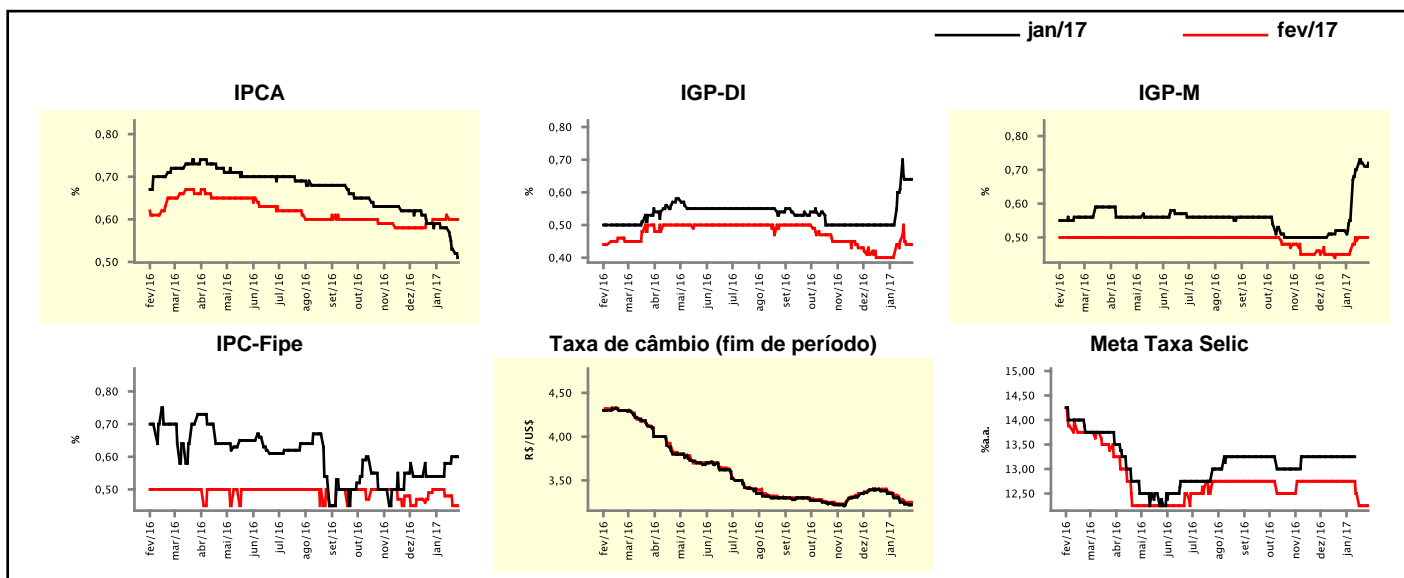 jan/17 fev/17
IPCA IGP-DI IGP-M
0,80
0,70
0,60
0,50
%
fev/16 mar/16 abr/16 mai/16 jun/16 jul/16 ago/16 set/16 out/16 nov/16 dez/16 jan/17
0,80
0,70
0,60
0,50
0,40
%
fev/16 mar/16 abr/16 mai/16 jun/16 jul/16 ago/16 set/16 out/16 nov/16 dez/16 jan/17
0,80
0,70
0,60
0,50
%
fev/16 mar/16 abr/16 mai/16 jun/16 jul/16 ago/16 set/16 out/16 nov/16 dez/16 jan/17
IPC-Fipe Taxa de câmbio (fim de período) Meta Taxa Selic
0,80
0,70
0,60
0,50
%
fev/16 mar/16 abr/16 mai/16 jun/16 jul/16 ago/16 set/16 out/16 nov/16 dez/16 jan/17
4,50
4,00
3,50
R$/US$
fev/16 mar/16 abr/16 mai/16 jun/16 jul/16 ago/16 set/16 out/16 nov/16 dez/16 jan/17
15,00
14,50
14,00
13,50
13,00
12,50
%a.a.
fev/16 mar/16 abr/16 mai/16 jun/16 jul/16 ago/16 set/16 out/16 nov/16 dez/16 jan/17